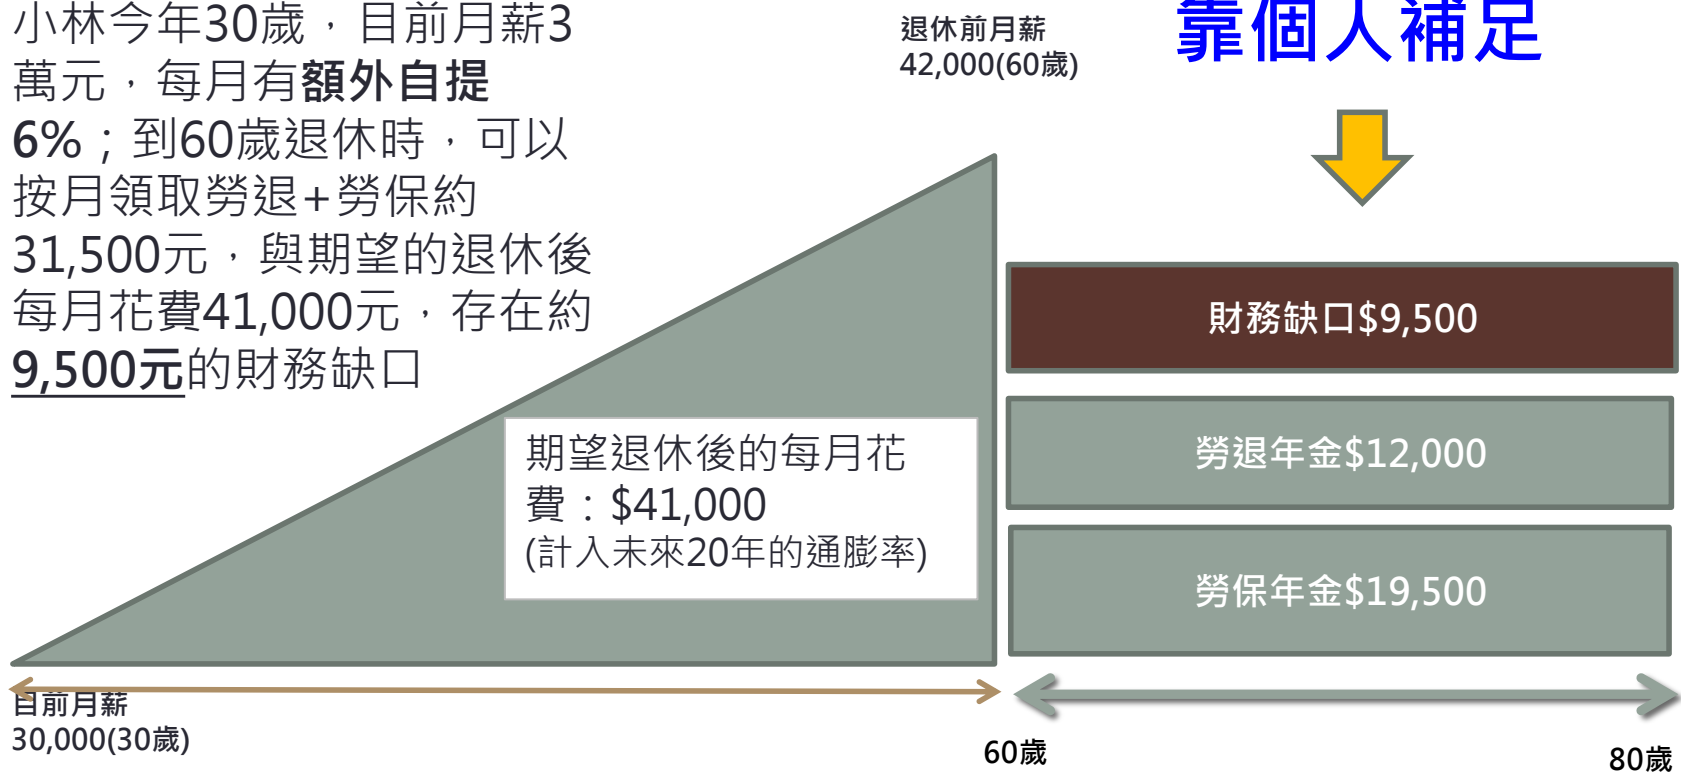 小林今年30歲，目前月薪3
萬元，每月有額外自提
6%；到60歲退休時，可以
按月領取勞退+勞保約
31,500元，與期望的退休後
每月花費41,000元，存在約
9,500元的財務缺口
退休前月薪
42,000(60歲)
靠個人補足
財務缺口$9,500
勞退年金$12,000
勞保年金$19,500
期望退休後的每月花
費：$41,000
(計入未來20年的通膨率)
目前月薪
30,000(30歲)
60歲
80歲